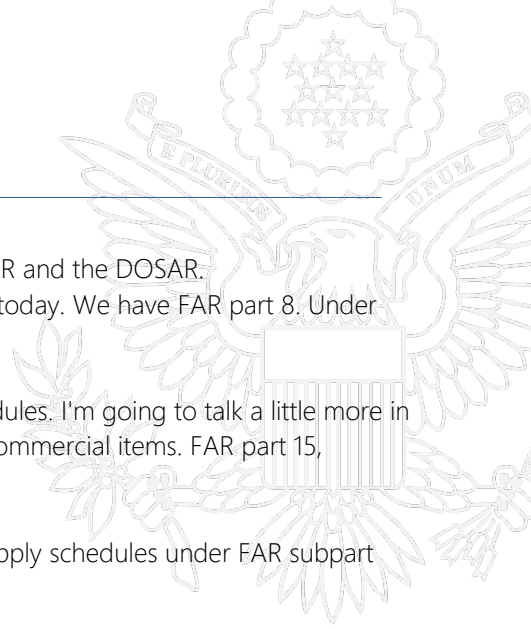 E PLURIBUS UNUM
R and the DOSAR.
today. We have FAR part 8. Under
dules. I'm going to talk a little more in
ommercial items. FAR part 15,
pply schedules under FAR subpart